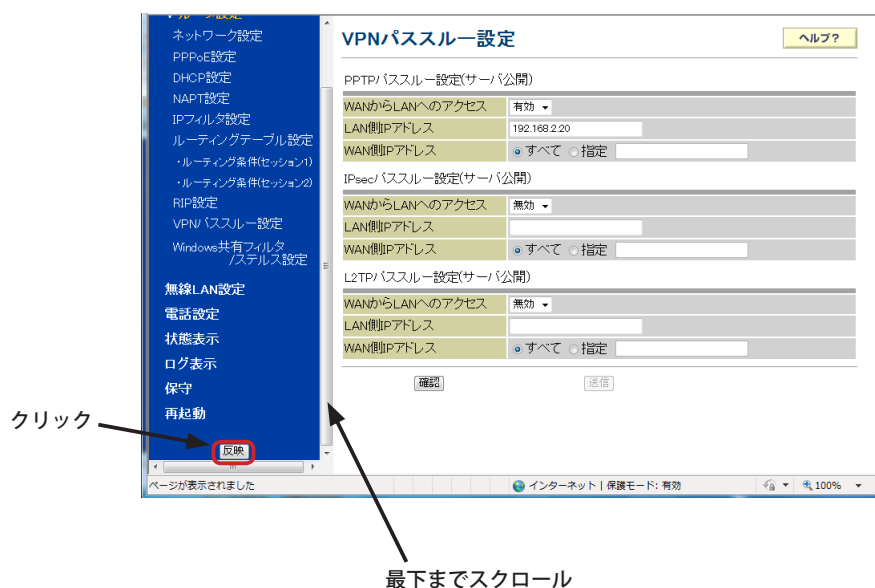 ルータ設定
ネットワーク設定
PPPoE設定
DHCP設定
NAPT設定
IPフィルタ設定
ルーティングテーブル設定
・ルーティング条件(セッション1)
・ルーティング条件(セッション2)
RIP設定
VPNパススルー設定
Windows共有フィルタ
/ステルス設定
無線LAN設定
電話設定
状態表示
ログ表示
保守
再起動
反映
クリック
VPNパススルー設定
ヘルプ?
PPTPパススルー設定(サーバ公開)
WANからLANへのアクセス 有効
LAN側IPアドレス 192.168.2.20
WAN側IPアドレス すべて 指定
IPsecパススルー設定(サーバ公開)
WANからLANへのアクセス 無効
LAN側IPアドレス
WAN側IPアドレス すべて 指定
L2TPパススルー設定(サーバ公開)
WANからLANへのアクセス 無効
LAN側IPアドレス
WAN側IPアドレス すべて 指定
確認 送信
ページが表示されました インターネット | 保護モード: 有効 100%
最下までスクロール